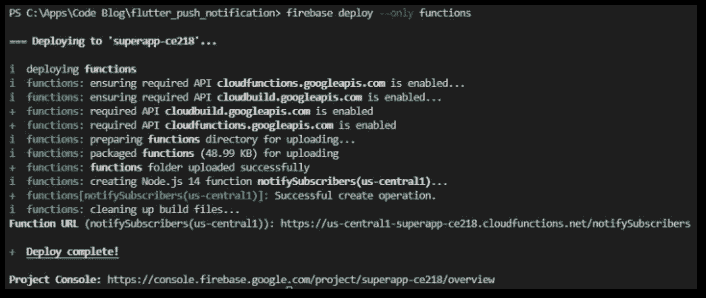 PS C:\Apps\Code Blog\flutter_push_notification> firebase deploy --only functions
=== Deploying to 'superapp-ce218'...
i deploying functions
i functions: ensuring required API cloudfunctions.googleapis.com is enabled...
i functions: ensuring required API cloudbuild.googleapis.com is enabled...
+ functions: required API cloudbuild.googleapis.com is enabled
+ functions: required API cloudfunctions.googleapis.com is enabled
i functions: preparing functions directory for uploading...
i functions: packaged functions (48.99 KB) for uploading
+ functions: functions folder uploaded successfully
i functions: creating Node.js 14 function notifySubscribers(us-central1)...
+ functions[notifySubscribers(us-central1)]: Successful create operation.
i functions: cleaning up build files...
Function URL (notifySubscribers(us-central1)): https://us-central1-superapp-ce218.cloudfunctions.net/notifySubscribers
+ Deploy complete!
Project Console: https://console.firebase.google.com/project/superapp-ce218/overview